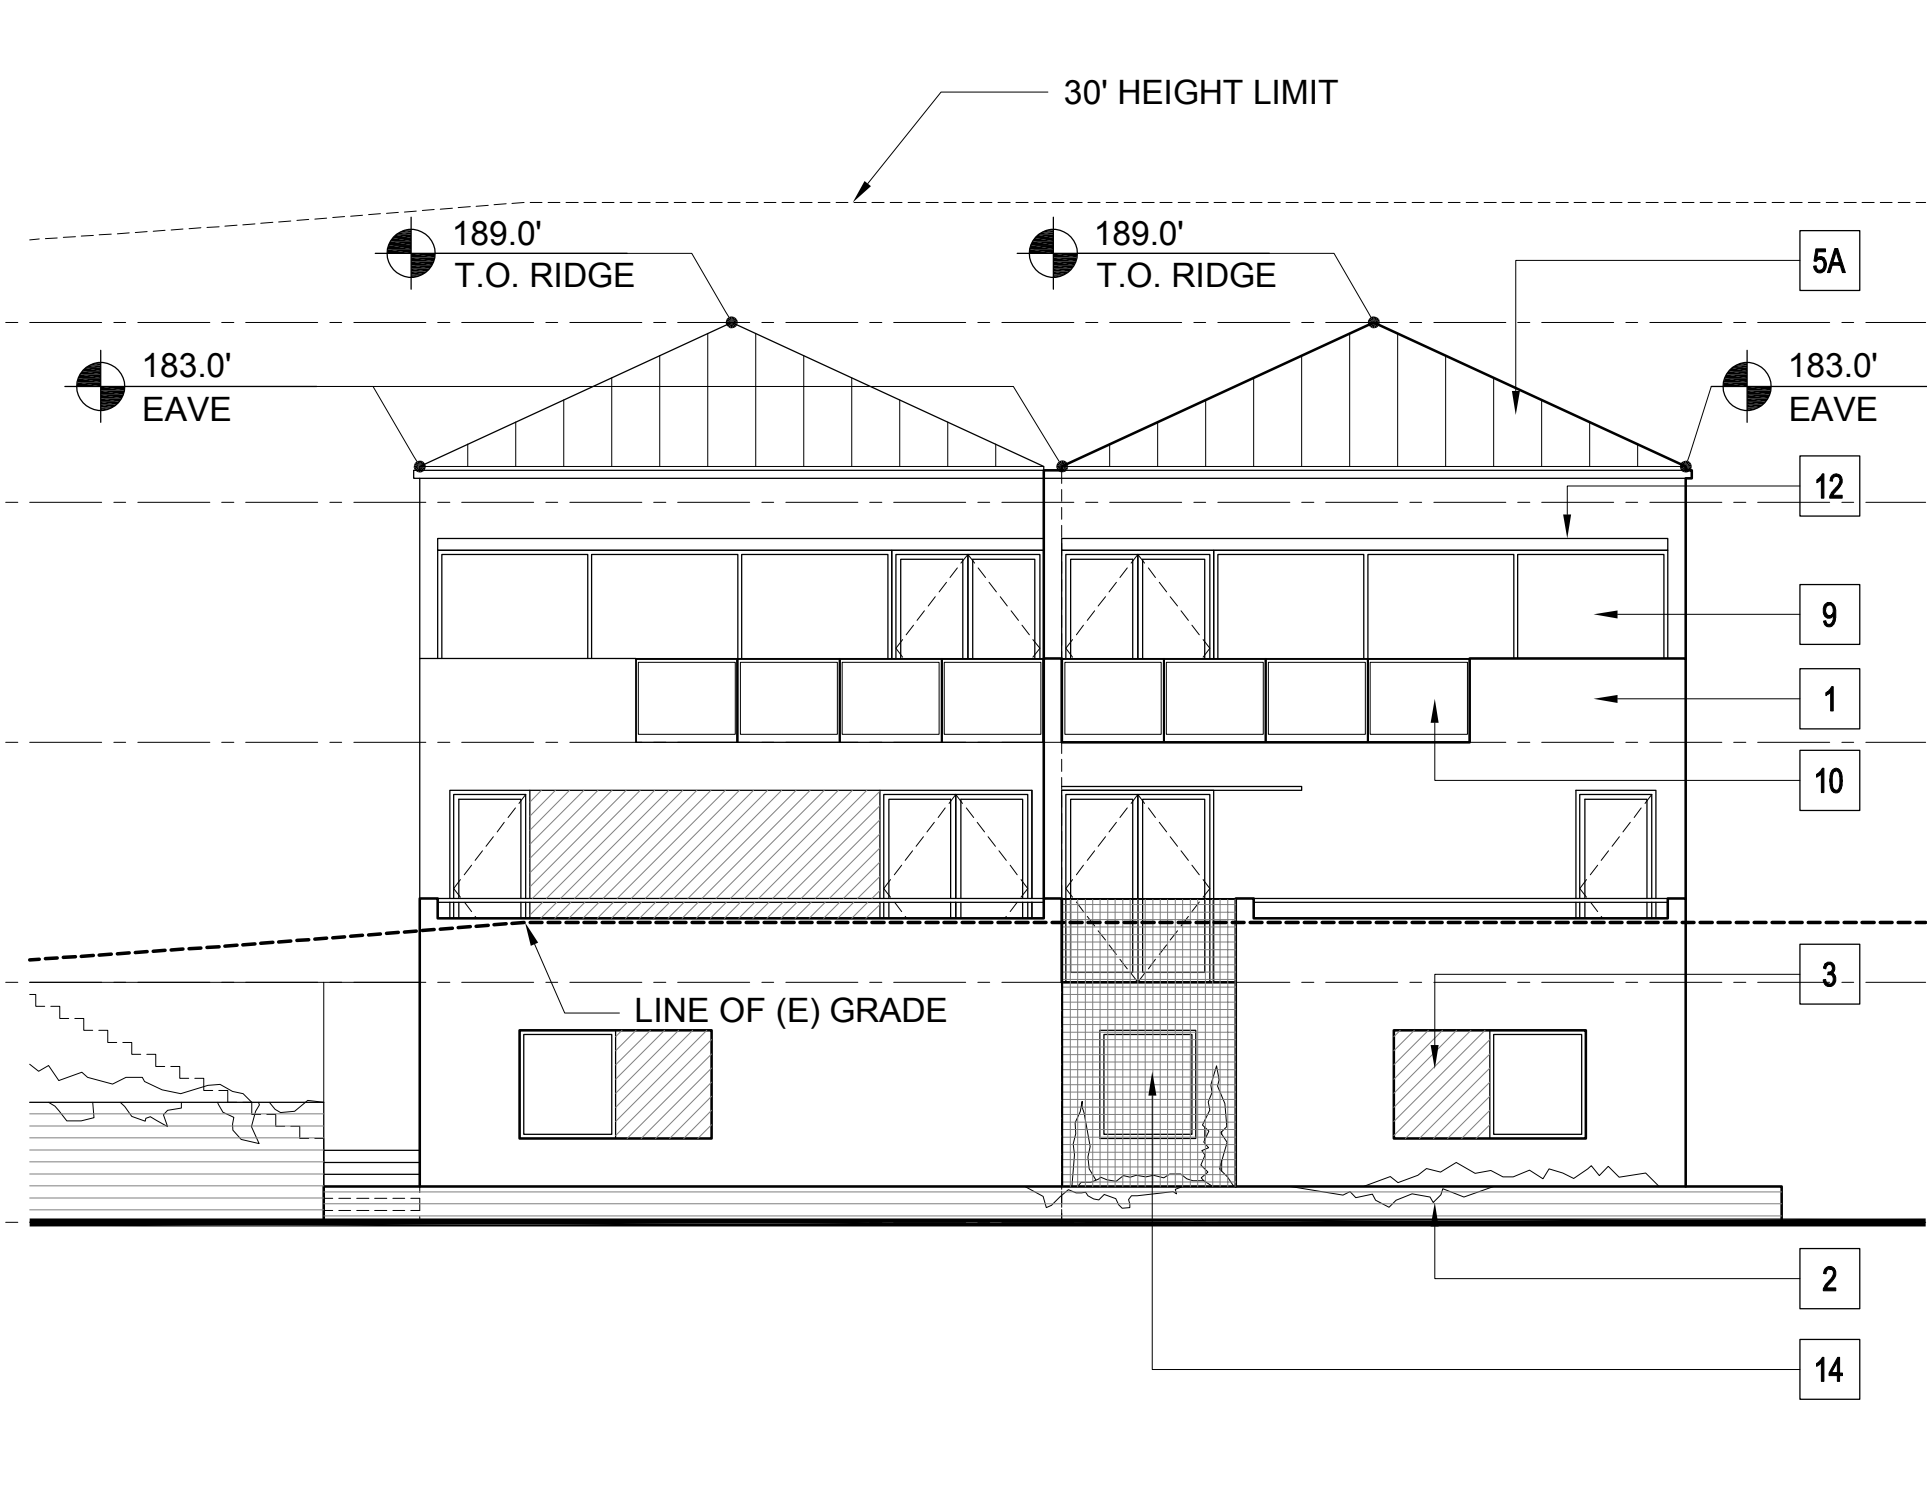 30' HEIGHT LIMIT
189.0'
T.O. RIDGE
189.0'
T.O. RIDGE
5A
183.0'
EAVE
183.0'
EAVE
12
9
1
10
3
LINE OF (E) GRADE
2
14